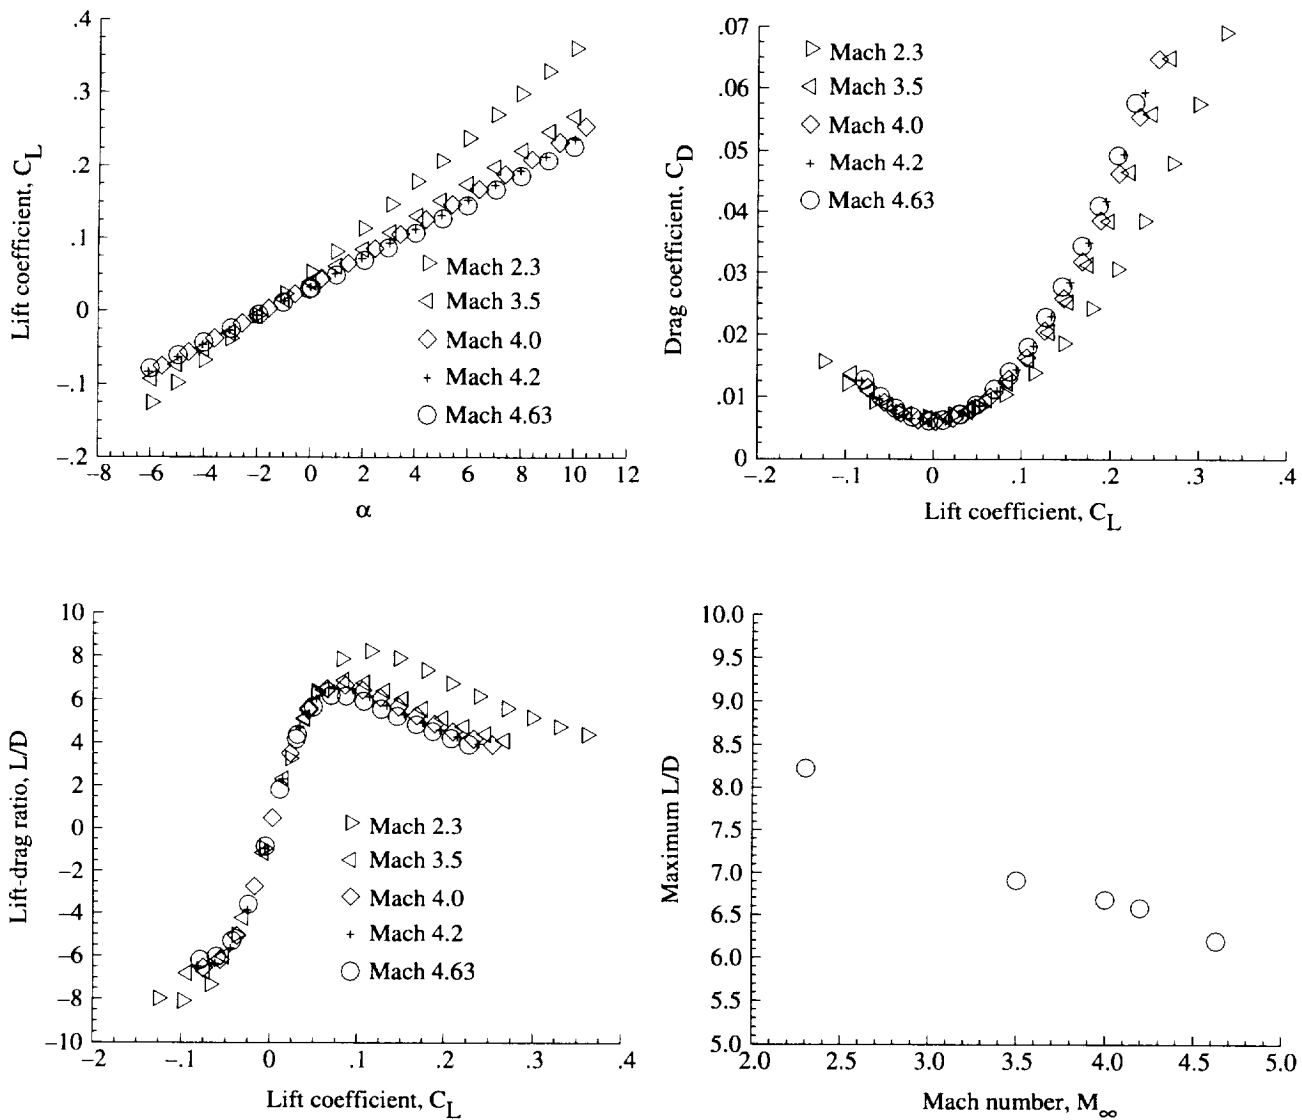 .4
.3
.2
.1
0
−.1
−.2
Lift coefficient, C_L
−8 −6 −4 −2 0 2 4 6 8 10 12
α
Mach 2.3
Mach 3.5
Mach 4.0
Mach 4.2
Mach 4.63
.07
.06
.05
.04
.03
.02
.01
0
Drag coefficient, C_D
−.2 −.1 0 .1 .2 .3 .4
Lift coefficient, C_L
Mach 2.3
Mach 3.5
Mach 4.0
Mach 4.2
Mach 4.63
10
8
6
4
2
0
−2
−4
−6
−8
−10
Lift-drag ratio, L/D
−.2 −.1 0 .1 .2 .3 .4
Lift coefficient, C_L
Mach 2.3
Mach 3.5
Mach 4.0
Mach 4.2
Mach 4.63
10.0
9.5
9.0
8.5
8.0
7.5
7.0
6.5
6.0
5.5
5.0
Maximum L/D
2.0 2.5 3.0 3.5 4.0 4.5 5.0
Mach number, M_∞